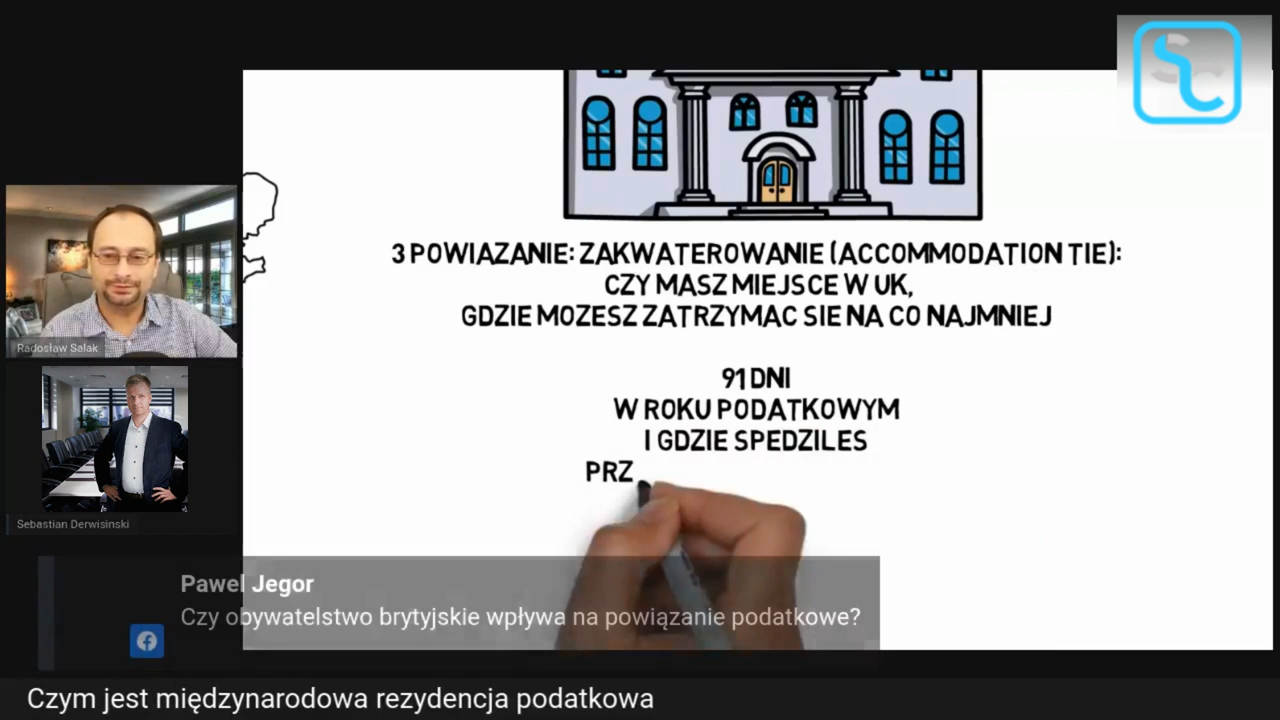 SC
3 POWIAZANIE: ZAKWATEROWANIE (ACCOMMODATION TIE):
CZY MASZ MIEJSCE W UK,
GDZIE MOZESZ ZATRZYMAC SIE NA CO NAJMNIEJ
91 DNI
W ROKU PODATKOWYM
I GDZIE SPEDZILES
PRZ
Radosław Salak
Sebastian Derwisinski
Pawel Jegor
Czy obywatelstwo brytyjskie wpływa na powiązanie podatkowe?
Czym jest międzynarodowa rezydencja podatkowa